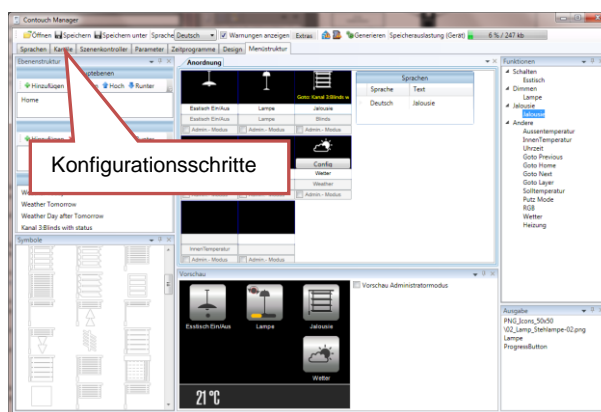 Contouch Manager
Öffnen Speichern Speichern unter Sprache Deutsch Warnungen anzeigen Extras Generieren Speicherauslastung (Gerät) 6 % / 247 kb
Sprachen Kanäle Szenenkontroller Parameter Zeitprogramme Design Menüstruktur
Ebenenstruktur
uptebenen
Hinzufügen Hoch Runter
Home
Konfigurationsschritte
Weather Tomorrow
Weather Day after Tomorrow
Kanal 3:Blinds with status
Symbole
Anordnung
Goto: Kanal 3:Blinds w
Esstisch Ein/Aus Lampe Jalousie
Esstisch Ein/Aus Lampe Blinds
Admin - Modus Admin - Modus Admin - Modus
Config
Wetter
Weather
Admin - Modus
InnenTemperatur
Admin - Modus Admin - Modus
Sprachen
Sprache Text
Deutsch Jalousie
Vorschau
Vorschau Administratormodus
Esstisch Ein/Aus Lampe Jalousie
Wetter
21 °C
Funktionen
Schalten
Esstisch
Dimmen
Lampe
Jalousie
Jalousie
Andere
Aussentemperatur
InnenTemperatur
Uhrzeit
Goto Previous
Goto Home
Goto Next
Goto Layer
Solltemperatur
Putz Mode
RGB
Wetter
Heizung
Ausgabe
PNG_Icons_50x50
\02_Lamp_Stehlampe-02.png
Lampe
ProgressButton